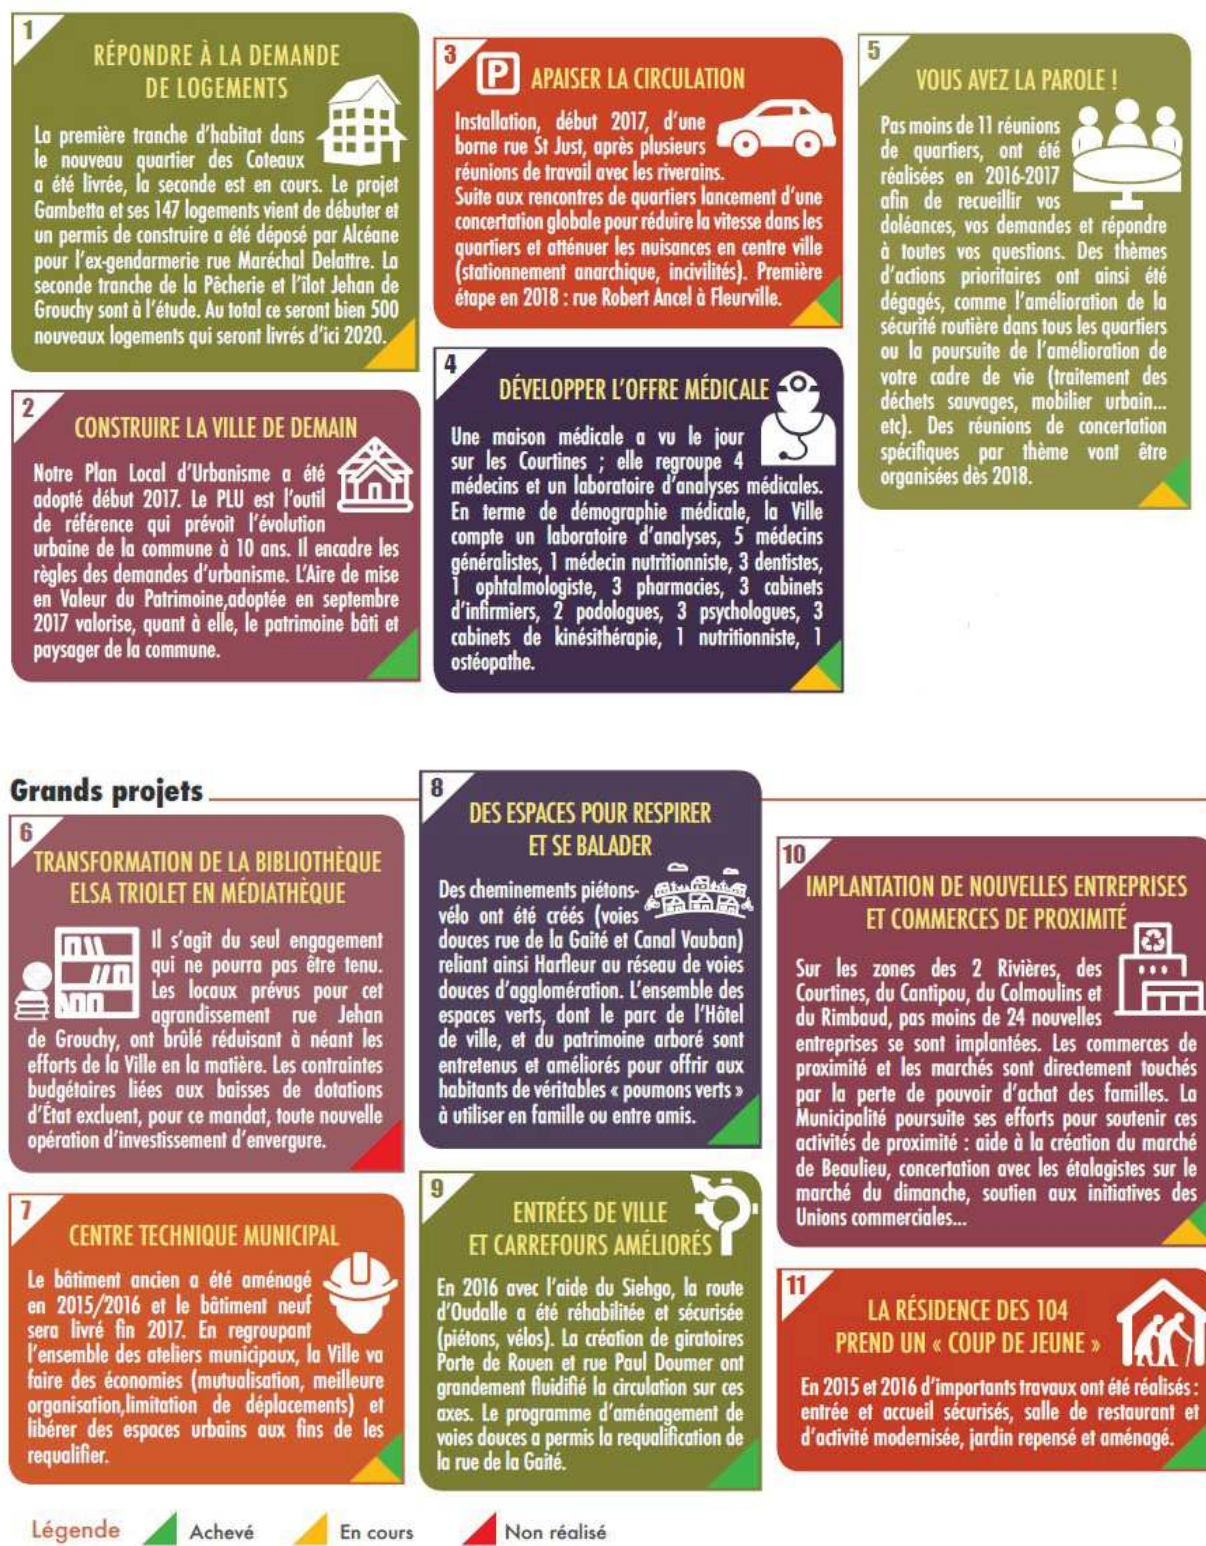 1
RÉPONDRE À LA DEMANDE
DE LOGEMENTS
La première tranche d'habitat dans
le nouveau quartier des Coteaux
a été livrée, la seconde est en cours. Le projet
Gambetta et ses 147 logements vient de débuter et
un permis de construire a été déposé par Alcéane
pour l'ex-gendarmerie rue Maréchal Delattre. La
seconde tranche de la Pêcherie et l'îlot Jehan de
Grouchy sont à l'étude. Au total ce seront bien 500
nouveaux logements qui seront livrés d'ici 2020.
2
CONSTRUIRE LA VILLE DE DEMAIN
Notre Plan Local d'Urbanisme a été
adopté début 2017. Le PLU est l'outil
de référence qui prévoit l'évolution
urbaine de la commune à 10 ans. Il encadre les
règles des demandes d'urbanisme. L'Aire de mise
en Valeur du Patrimoine,adoptée en septembre
2017 valorise, quant à elle, le patrimoine bâti et
paysager de la commune.
3
P
APAISER LA CIRCULATION
Installation, début 2017, d'une
borne rue St Just, après plusieurs
réunions de travail avec les riverains.
Suite aux rencontres de quartiers lancement d'une
concertation globale pour réduire la vitesse dans les
quartiers et atténuer les nuisances en centre ville
(stationnement anarchique, incivilités). Première
étape en 2018 : rue Robert Ancel à Fleurville.
4
DÉVELOPPER L'OFFRE MÉDICALE
Une maison médicale a vu le jour
sur les Courtines ; elle regroupe 4
médecins et un laboratoire d'analyses médicales.
En terme de démographie médicale, la Ville
compte un laboratoire d'analyses, 5 médecins
généralistes, 1 médecin nutritionniste, 3 dentistes,
1 ophtalmologiste, 3 pharmacies, 3 cabinets
d'infirmiers, 2 podologues, 3 psychologues, 3
cabinets de kinésithérapie, 1 nutritionniste, 1
ostéopathe.
5
VOUS AVEZ LA PAROLE !
Pas moins de 11 réunions
de quartiers, ont été
réalisées en 2016-2017
afin de recueillir vos
doléances, vos demandes et répondre
à toutes vos questions. Des thèmes
d'actions prioritaires ont ainsi été
dégagés, comme l'amélioration de la
sécurité routière dans tous les quartiers
ou la poursuite de l'amélioration de
votre cadre de vie (traitement des
déchets sauvages, mobilier urbain...
etc). Des réunions de concertation
spécifiques par thème vont être
organisées dès 2018.
Grands projets
6
TRANSFORMATION DE LA BIBLIOTHÈQUE
ELSA TRIOLET EN MÉDIATHÈQUE
Il s'agit du seul engagement
qui ne pourra pas être tenu.
Les locaux prévus pour cet
agrandissement rue Jehan
de Grouchy, ont brûlé réduisant à néant les
efforts de la Ville en la matière. Les contraintes
budgétaires liées aux baisses de dotations
d'État excluent, pour ce mandat, toute nouvelle
opération d'investissement d'envergure.
7
CENTRE TECHNIQUE MUNICIPAL
Le bâtiment ancien a été aménagé
en 2015/2016 et le bâtiment neuf
sera livré fin 2017. En regroupant
l'ensemble des ateliers municipaux, la Ville va
faire des économies (mutualisation, meilleure
organisation,limitation de déplacements) et
libérer des espaces urbains aux fins de les
requalifier.
8
DES ESPACES POUR RESPIRER
ET SE BALADER
Des cheminements piétons-
vélo ont été créés (voies
douces rue de la Gaité et Canal Vauban)
reliant ainsi Harfleur au réseau de voies
douces d'agglomération. L'ensemble des
espaces verts, dont le parc de l'Hôtel
de ville, et du patrimoine arboré sont
entretenus et améliorés pour offrir aux
habitants de véritables « poumons verts »
à utiliser en famille ou entre amis.
9
ENTRÉES DE VILLE
ET CARREFOURS AMÉLIORÉS
En 2016 avec l'aide du Siehgo, la route
d'Oudalle a été réhabilitée et sécurisée
(piétons, vélos). La création de giratoires
Porte de Rouen et rue Paul Doumer ont
grandement fluidifié la circulation sur ces
axes. Le programme d'aménagement de
voies douces a permis la requalification de
la rue de la Gaité.
10
IMPLANTATION DE NOUVELLES ENTREPRISES
ET COMMERCES DE PROXIMITÉ
Sur les zones des 2 Rivières, des
Courtines, du Cantipou, du Colmoulins et
du Rimbaud, pas moins de 24 nouvelles
entreprises se sont implantées. Les commerces de
proximité et les marchés sont directement touchés
par la perte de pouvoir d'achat des familles. La
Municipalité poursuite ses efforts pour soutenir ces
activités de proximité : aide à la création du marché
de Beaulieu, concertation avec les étalagistes sur le
marché du dimanche, soutien aux initiatives des
Unions commerciales...
11
LA RÉSIDENCE DES 104
PREND UN « COUP DE JEUNE »
En 2015 et 2016 d'importants travaux ont été réalisés :
entrée et accueil sécurisés, salle de restaurant et
d'activité modernisée, jardin repensé et aménagé.
Légende Achevé En cours Non réalisé